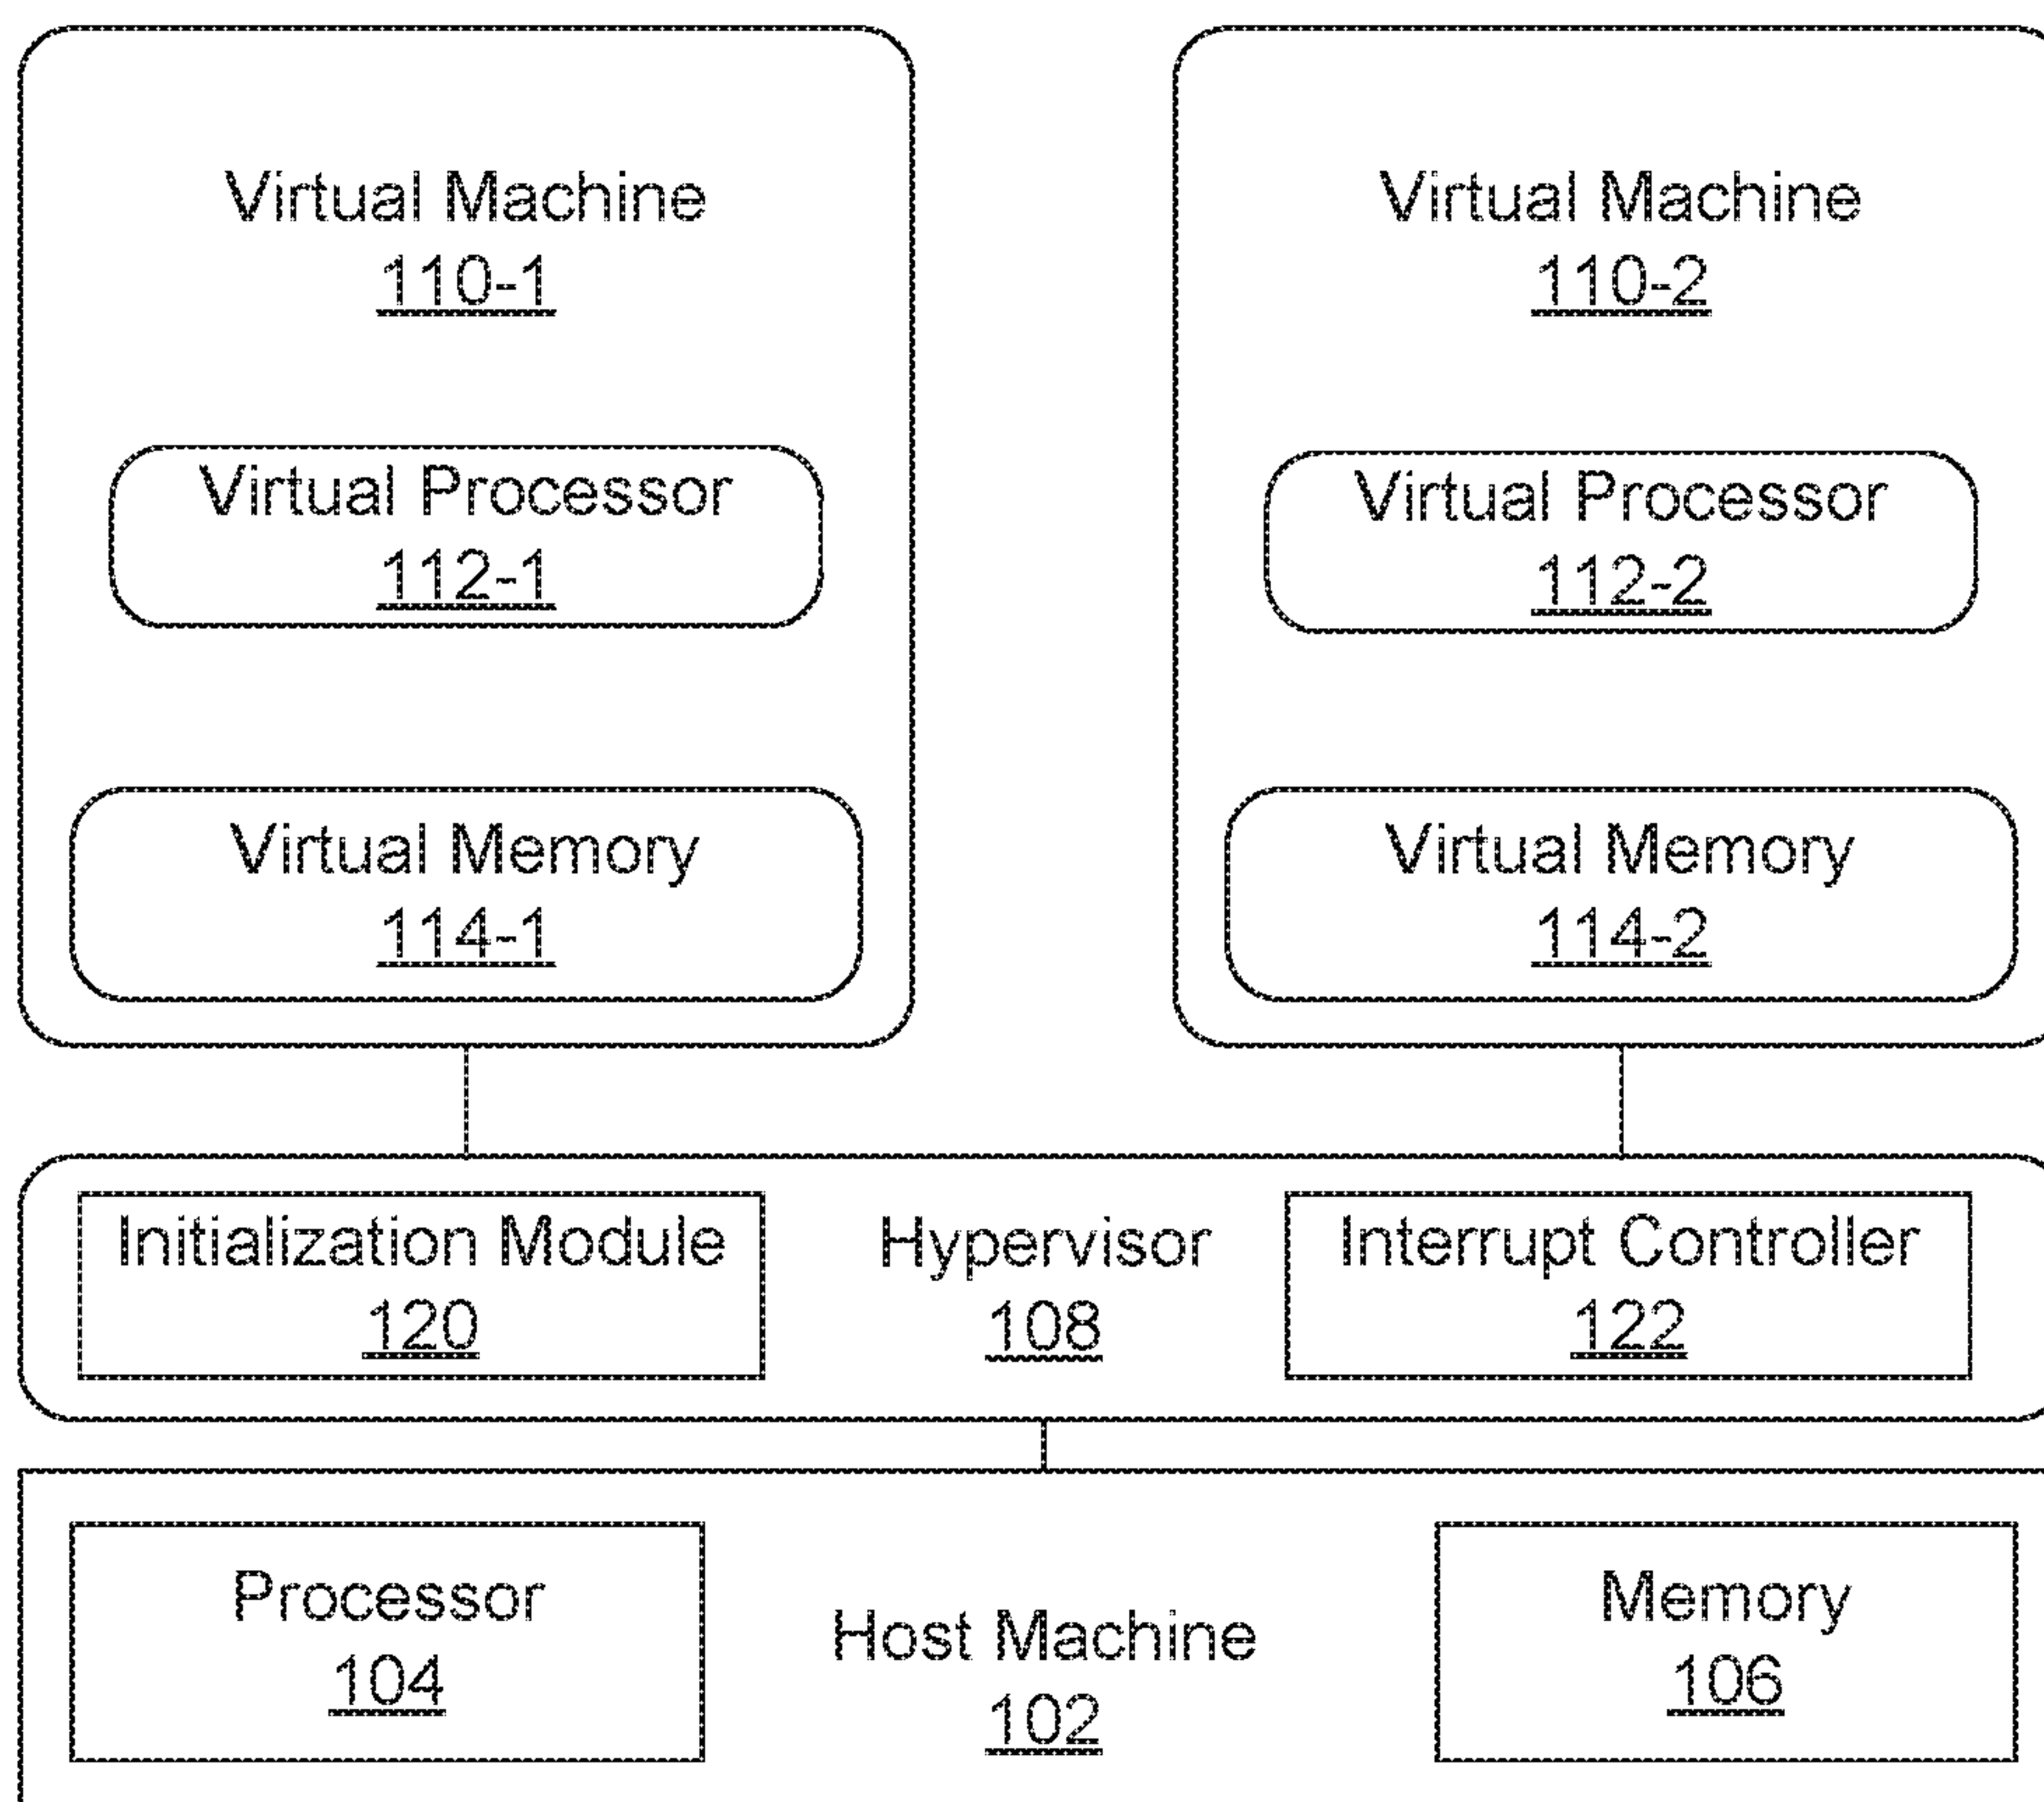 Virtual Machine
110-1
Virtual Processor
112-1
Virtual Memory
114-1
Virtual Machine
110-2
Virtual Processor
112-2
Virtual Memory
114-2
Initialization Module
120
Hypervisor
108
Interrupt Controller
122
Processor
104
Host Machine
102
Memory
106